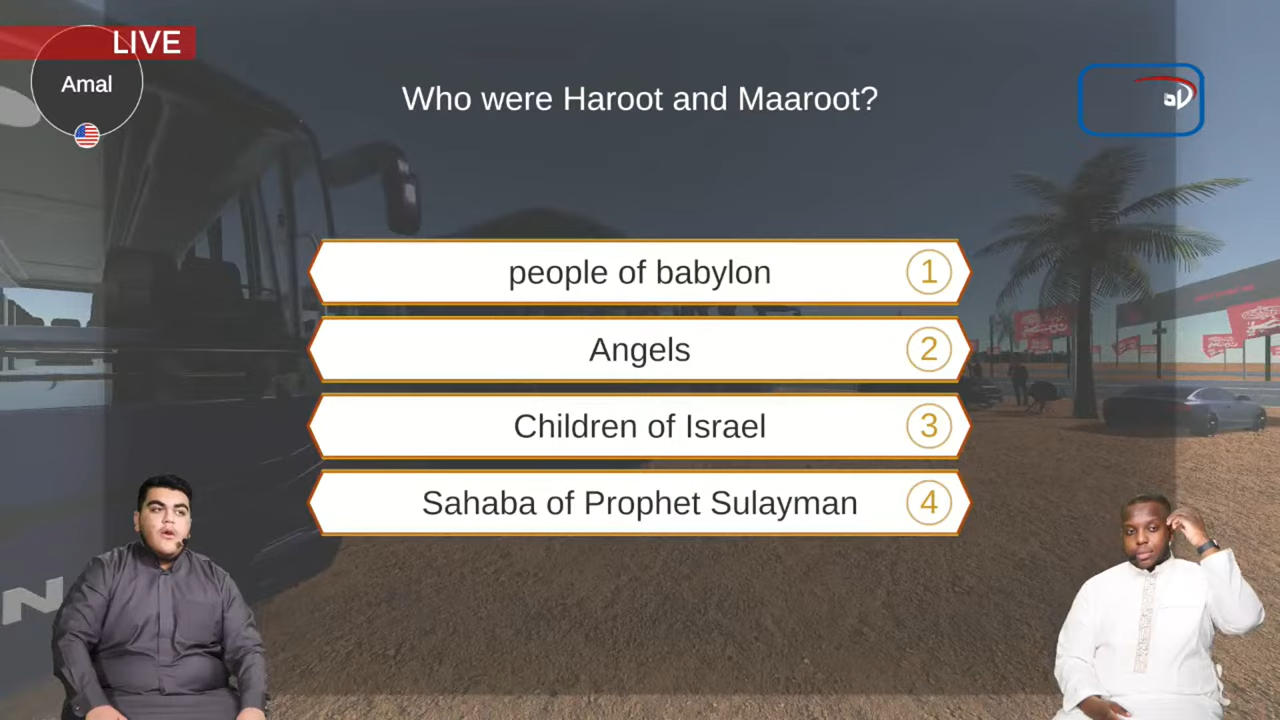 LIVE
Amal
Who were Haroot and Maaroot?
people of babylon
1
Angels
2
Children of Israel
3
Sahaba of Prophet Sulayman
4
N